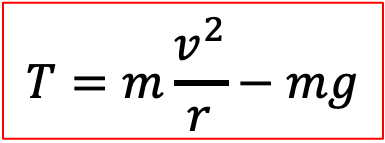 T = m v²/r − mg